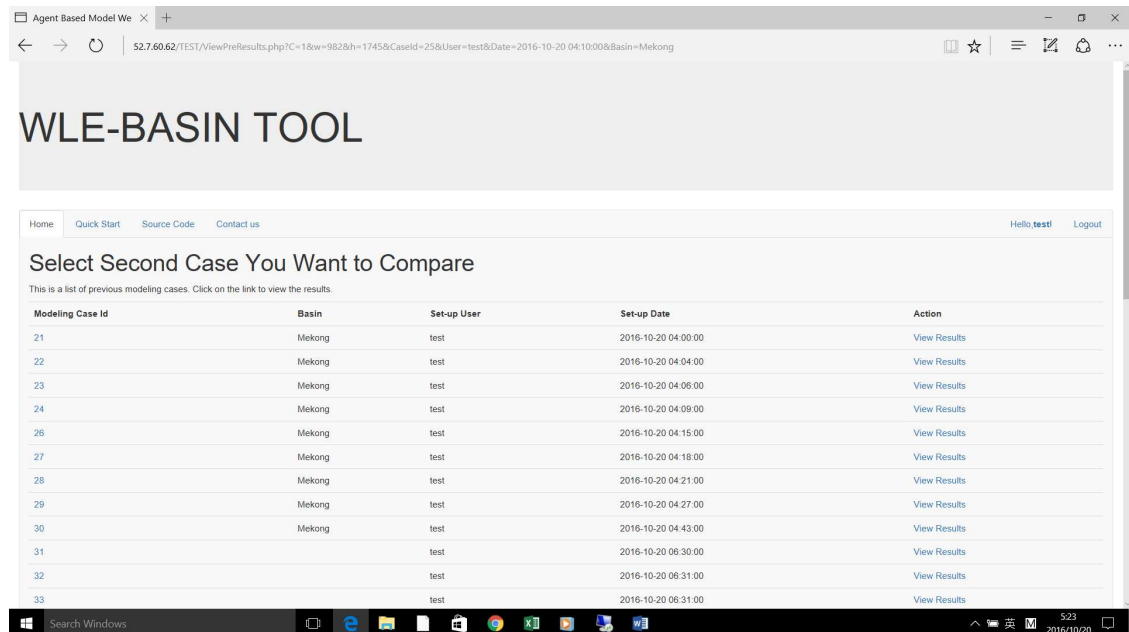 Agent Based Model We
52.7.60.62/TEST/ViewPreResults.php?C=1&w=982&h=1745&CaseId=25&User=test&Date=2016-10-20 04:10:00&Basin=Mekong
WLE-BASIN TOOL
Home Quick Start Source Code Contact us Hello,test! Logout
Select Second Case You Want to Compare
This is a list of previous modeling cases. Click on the link to view the results.
Modeling Case Id Basin Set-up User Set-up Date Action
21 Mekong test 2016-10-20 04:00:00 View Results
22 Mekong test 2016-10-20 04:04:00 View Results
23 Mekong test 2016-10-20 04:06:00 View Results
24 Mekong test 2016-10-20 04:09:00 View Results
26 Mekong test 2016-10-20 04:15:00 View Results
27 Mekong test 2016-10-20 04:18:00 View Results
28 Mekong test 2016-10-20 04:21:00 View Results
29 Mekong test 2016-10-20 04:27:00 View Results
30 Mekong test 2016-10-20 04:43:00 View Results
31 test 2016-10-20 06:30:00 View Results
32 test 2016-10-20 06:31:00 View Results
33 test 2016-10-20 06:31:00 View Results
Search Windows 英 M 5:23
2016/10/20